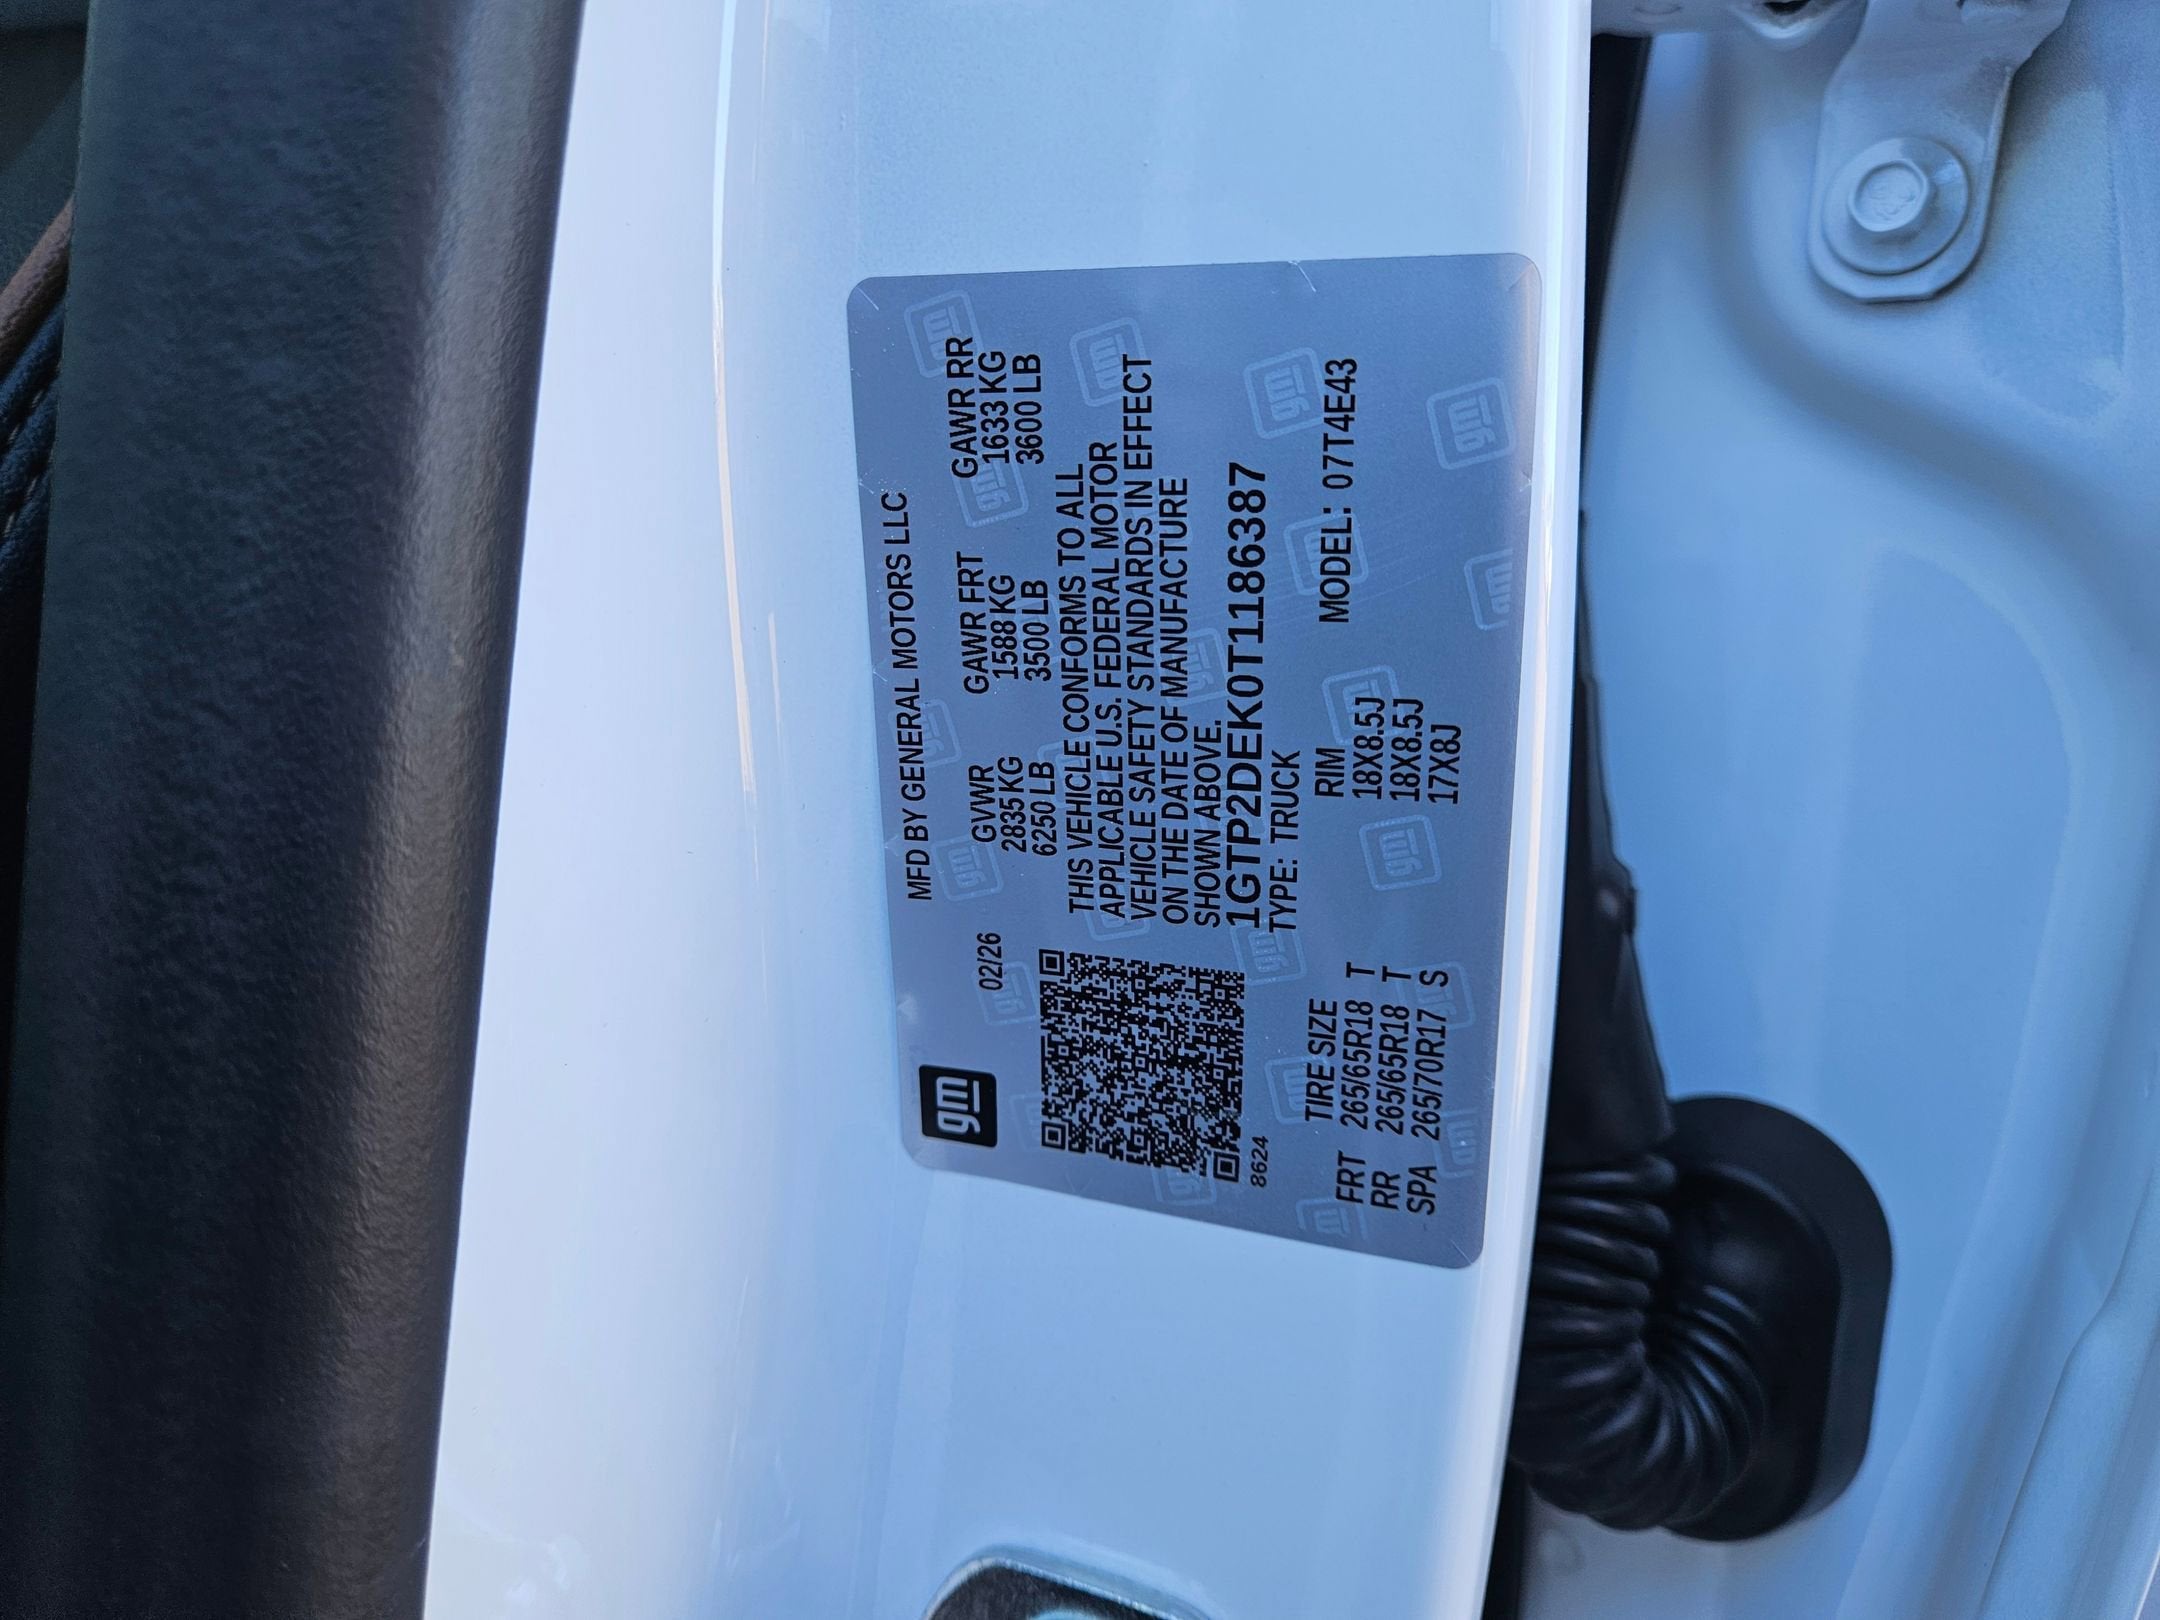 gm
MFD BY GENERAL MOTORS LLC
02/26
GVWR GAWR FRT GAWR RR
2835 KG 1588 KG 1633 KG
6250 LB 3500 LB 3600 LB
THIS VEHICLE CONFORMS TO ALL
APPLICABLE U.S. FEDERAL MOTOR
VEHICLE SAFETY STANDARDS IN EFFECT
ON THE DATE OF MANUFACTURE
SHOWN ABOVE.
1GTP2DEK0T1186387
8624
TYPE: TRUCK
TIRE SIZE RIM MODEL: 07T4E43
FRT 265/65R18 T 18X8.5J
RR 265/65R18 T 18X8.5J
SPA 265/70R17 S 17X8J